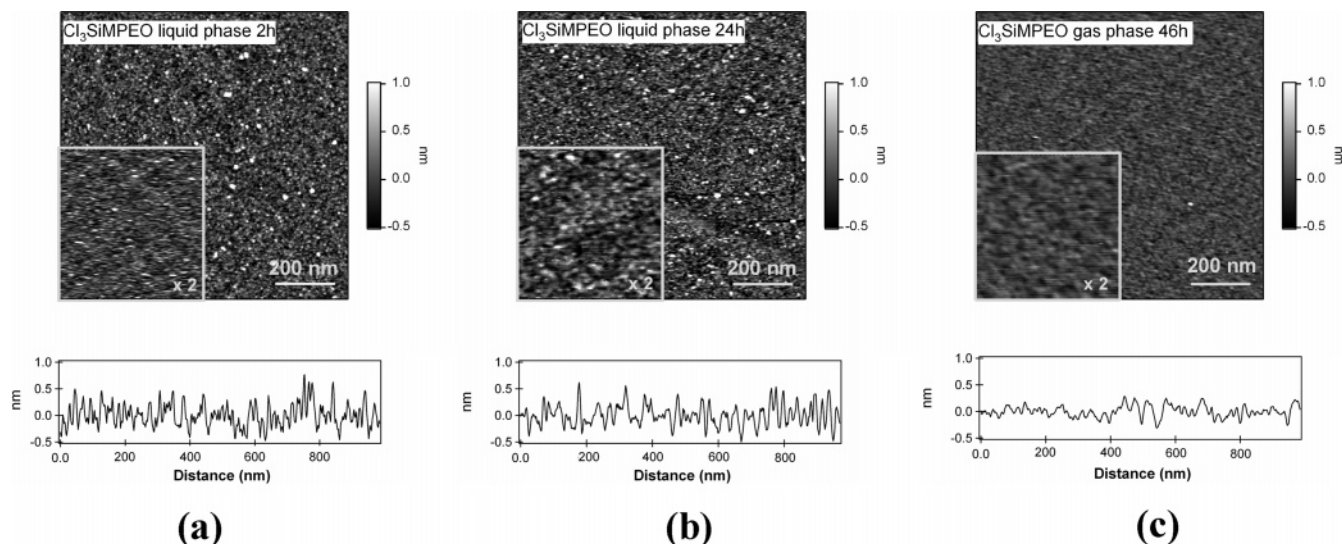 Cl₃SiMPEO liquid phase 2h
1.0
0.5
0.0
-0.5
nm
x 2
200 nm
Cl₃SiMPEO liquid phase 24h
1.0
0.5
0.0
-0.5
nm
x 2
200 nm
Cl₃SiMPEO gas phase 46h
1.0
0.5
0.0
-0.5
nm
x 2
200 nm
nm
1.0
0.5
0.0
-0.5
0.0 200 400 600 800
Distance (nm)
nm
1.0
0.5
0.0
-0.5
0.0 200 400 600 800
Distance (nm)
nm
1.0
0.5
0.0
-0.5
0.0 200 400 600 800
Distance (nm)
(a)
(b)
(c)